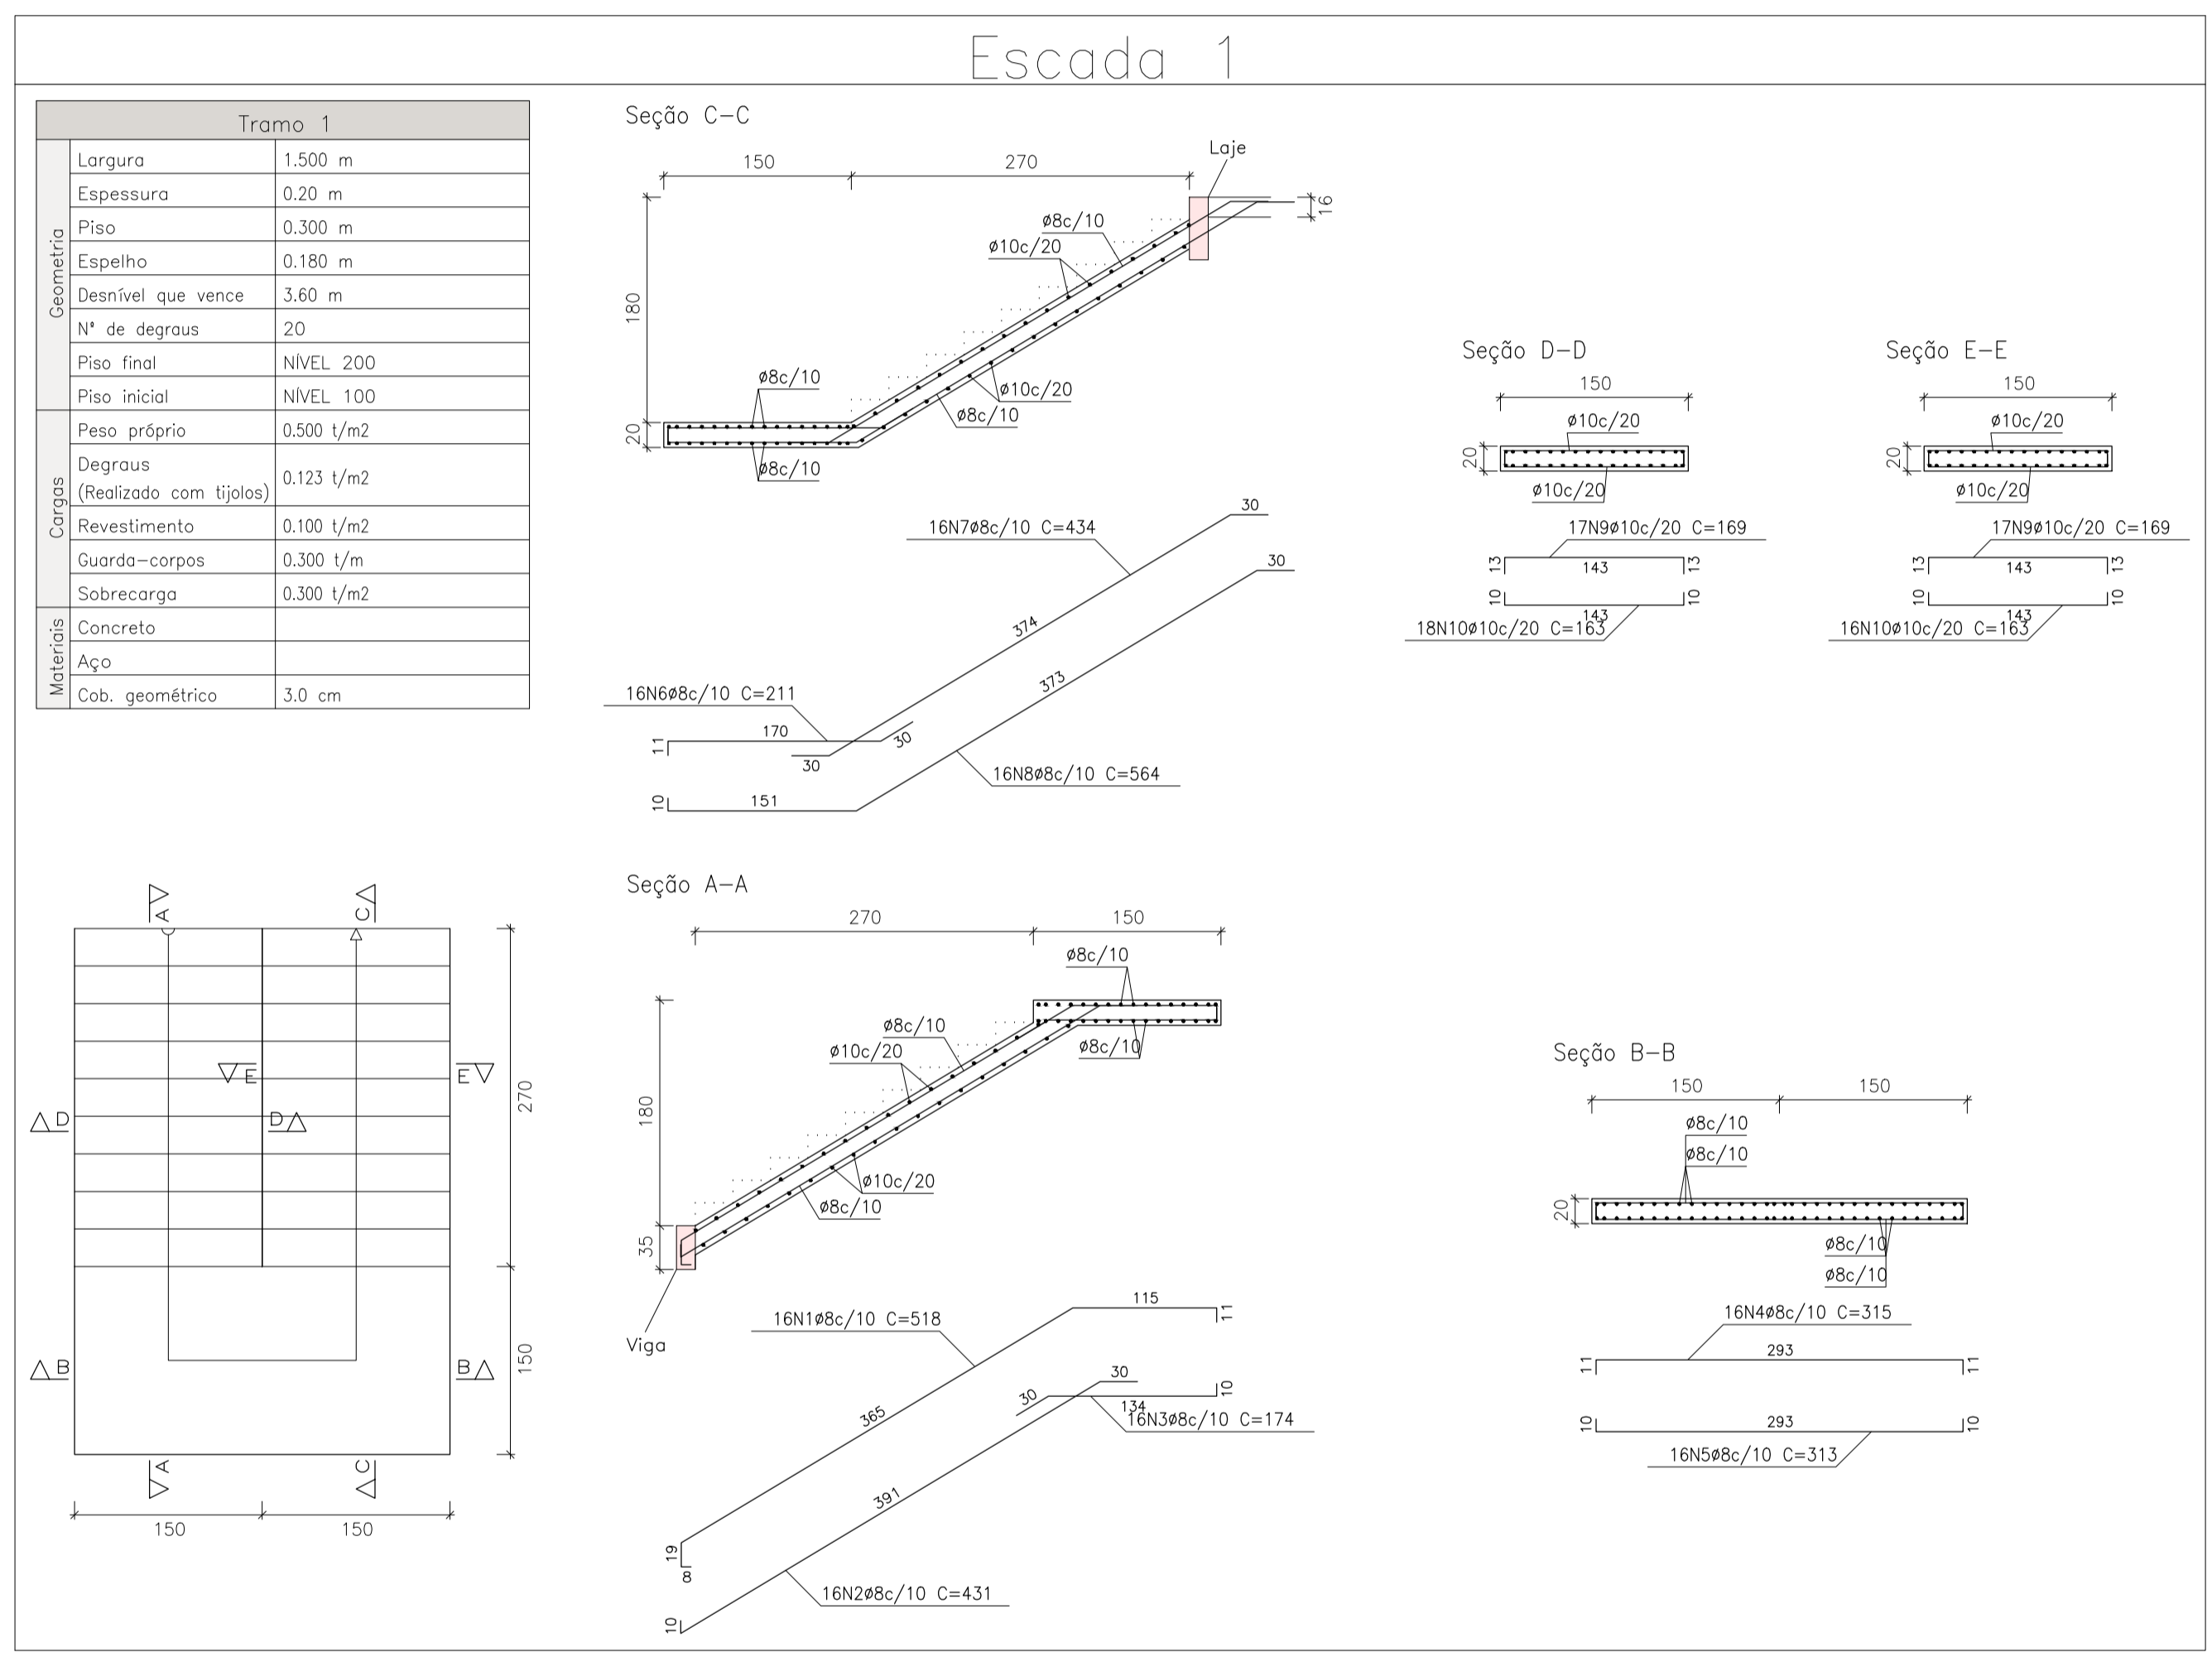 Escada 1
Tramo 1
Geometria
Largura 1.500 m
Espessura 0.20 m
Piso 0.300 m
Espelho 0.180 m
Desnível que vence 3.60 m
N° de degraus 20
Piso final NÍVEL 200
Piso inicial NÍVEL 100
Cargas
Peso próprio 0.500 t/m2
Degraus
(Realizado com tijolos) 0.123 t/m2
Revestimento 0.100 t/m2
Guarda-corpos 0.300 t/m
Sobrecarga 0.300 t/m2
Materiais
Concreto
Aço
Cob. geométrico 3.0 cm
Seção C-C
Laje
150 270
16
180
20
ø8c/10
ø10c/20
ø8c/10
ø10c/20
ø8c/10
ø8c/10
16N7ø8c/10 C=434
30
374
30
373
16N6ø8c/10 C=211
11
170
30
30
16N8ø8c/10 C=564
10
151
Seção D-D
150
ø10c/20
20
ø10c/20
17N9ø10c/20 C=169
13 143 13
10 143 10
18N10ø10c/20 C=163
Seção E-E
150
ø10c/20
20
ø10c/20
17N9ø10c/20 C=169
13 143 13
10 143 10
16N10ø10c/20 C=163
A
C
E
E
D
D
B
B
A
C
270
150
150 150
Seção A-A
270 150
180
35
ø8c/10
ø8c/10
ø10c/20
ø8c/10
ø10c/20
ø8c/10
Viga
16N1ø8c/10 C=518
115
11
365
19
8
30
30
134
10
16N3ø8c/10 C=174
391
16N2ø8c/10 C=431
10
Seção B-B
150 150
ø8c/10
ø8c/10
20
ø8c/10
ø8c/10
16N4ø8c/10 C=315
11 293 11
10 293 10
16N5ø8c/10 C=313